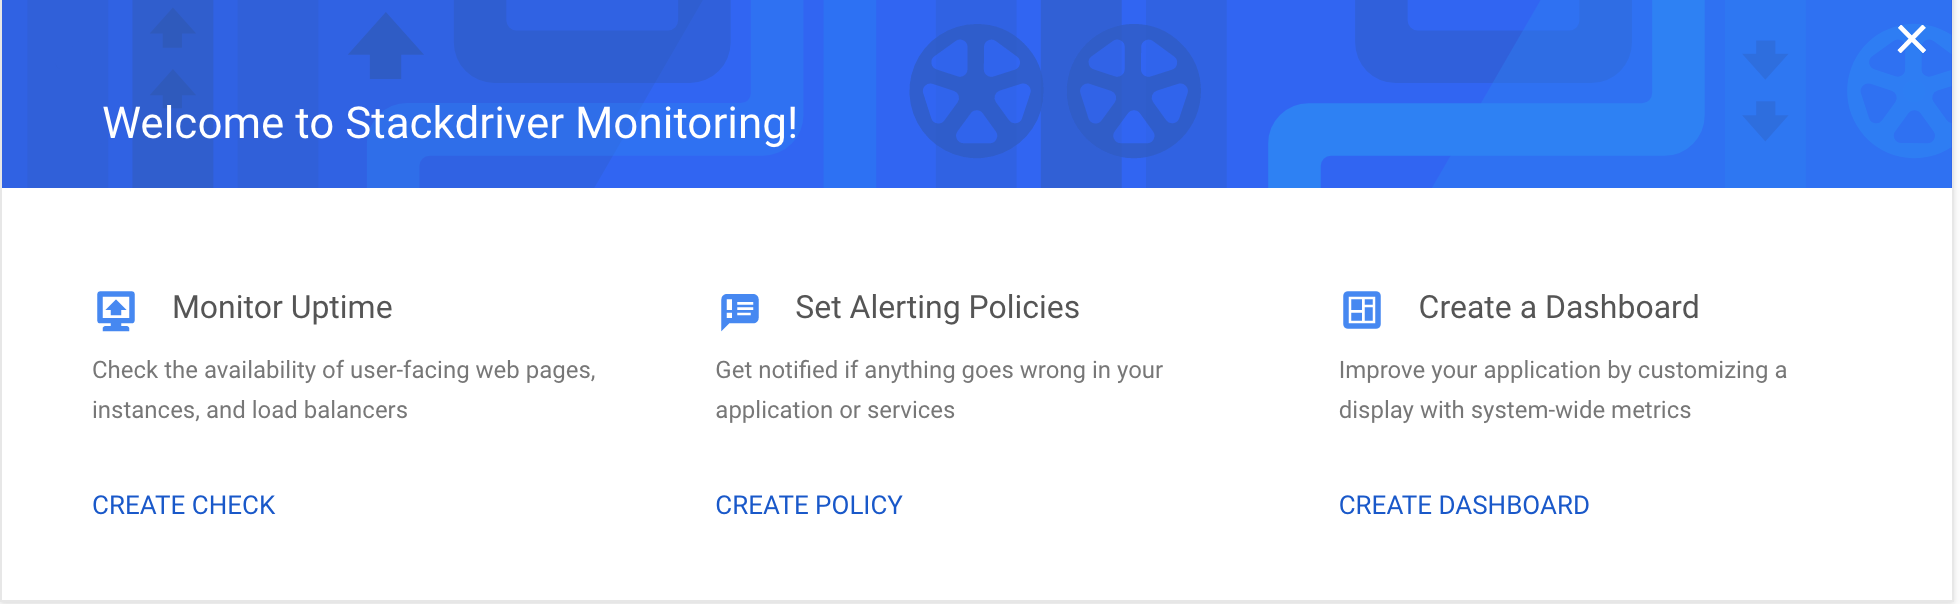 Welcome to Stackdriver Monitoring!
Monitor Uptime
Check the availability of user-facing web pages,
instances, and load balancers
CREATE CHECK
Set Alerting Policies
Get notified if anything goes wrong in your
application or services
CREATE POLICY
Create a Dashboard
Improve your application by customizing a
display with system-wide metrics
CREATE DASHBOARD